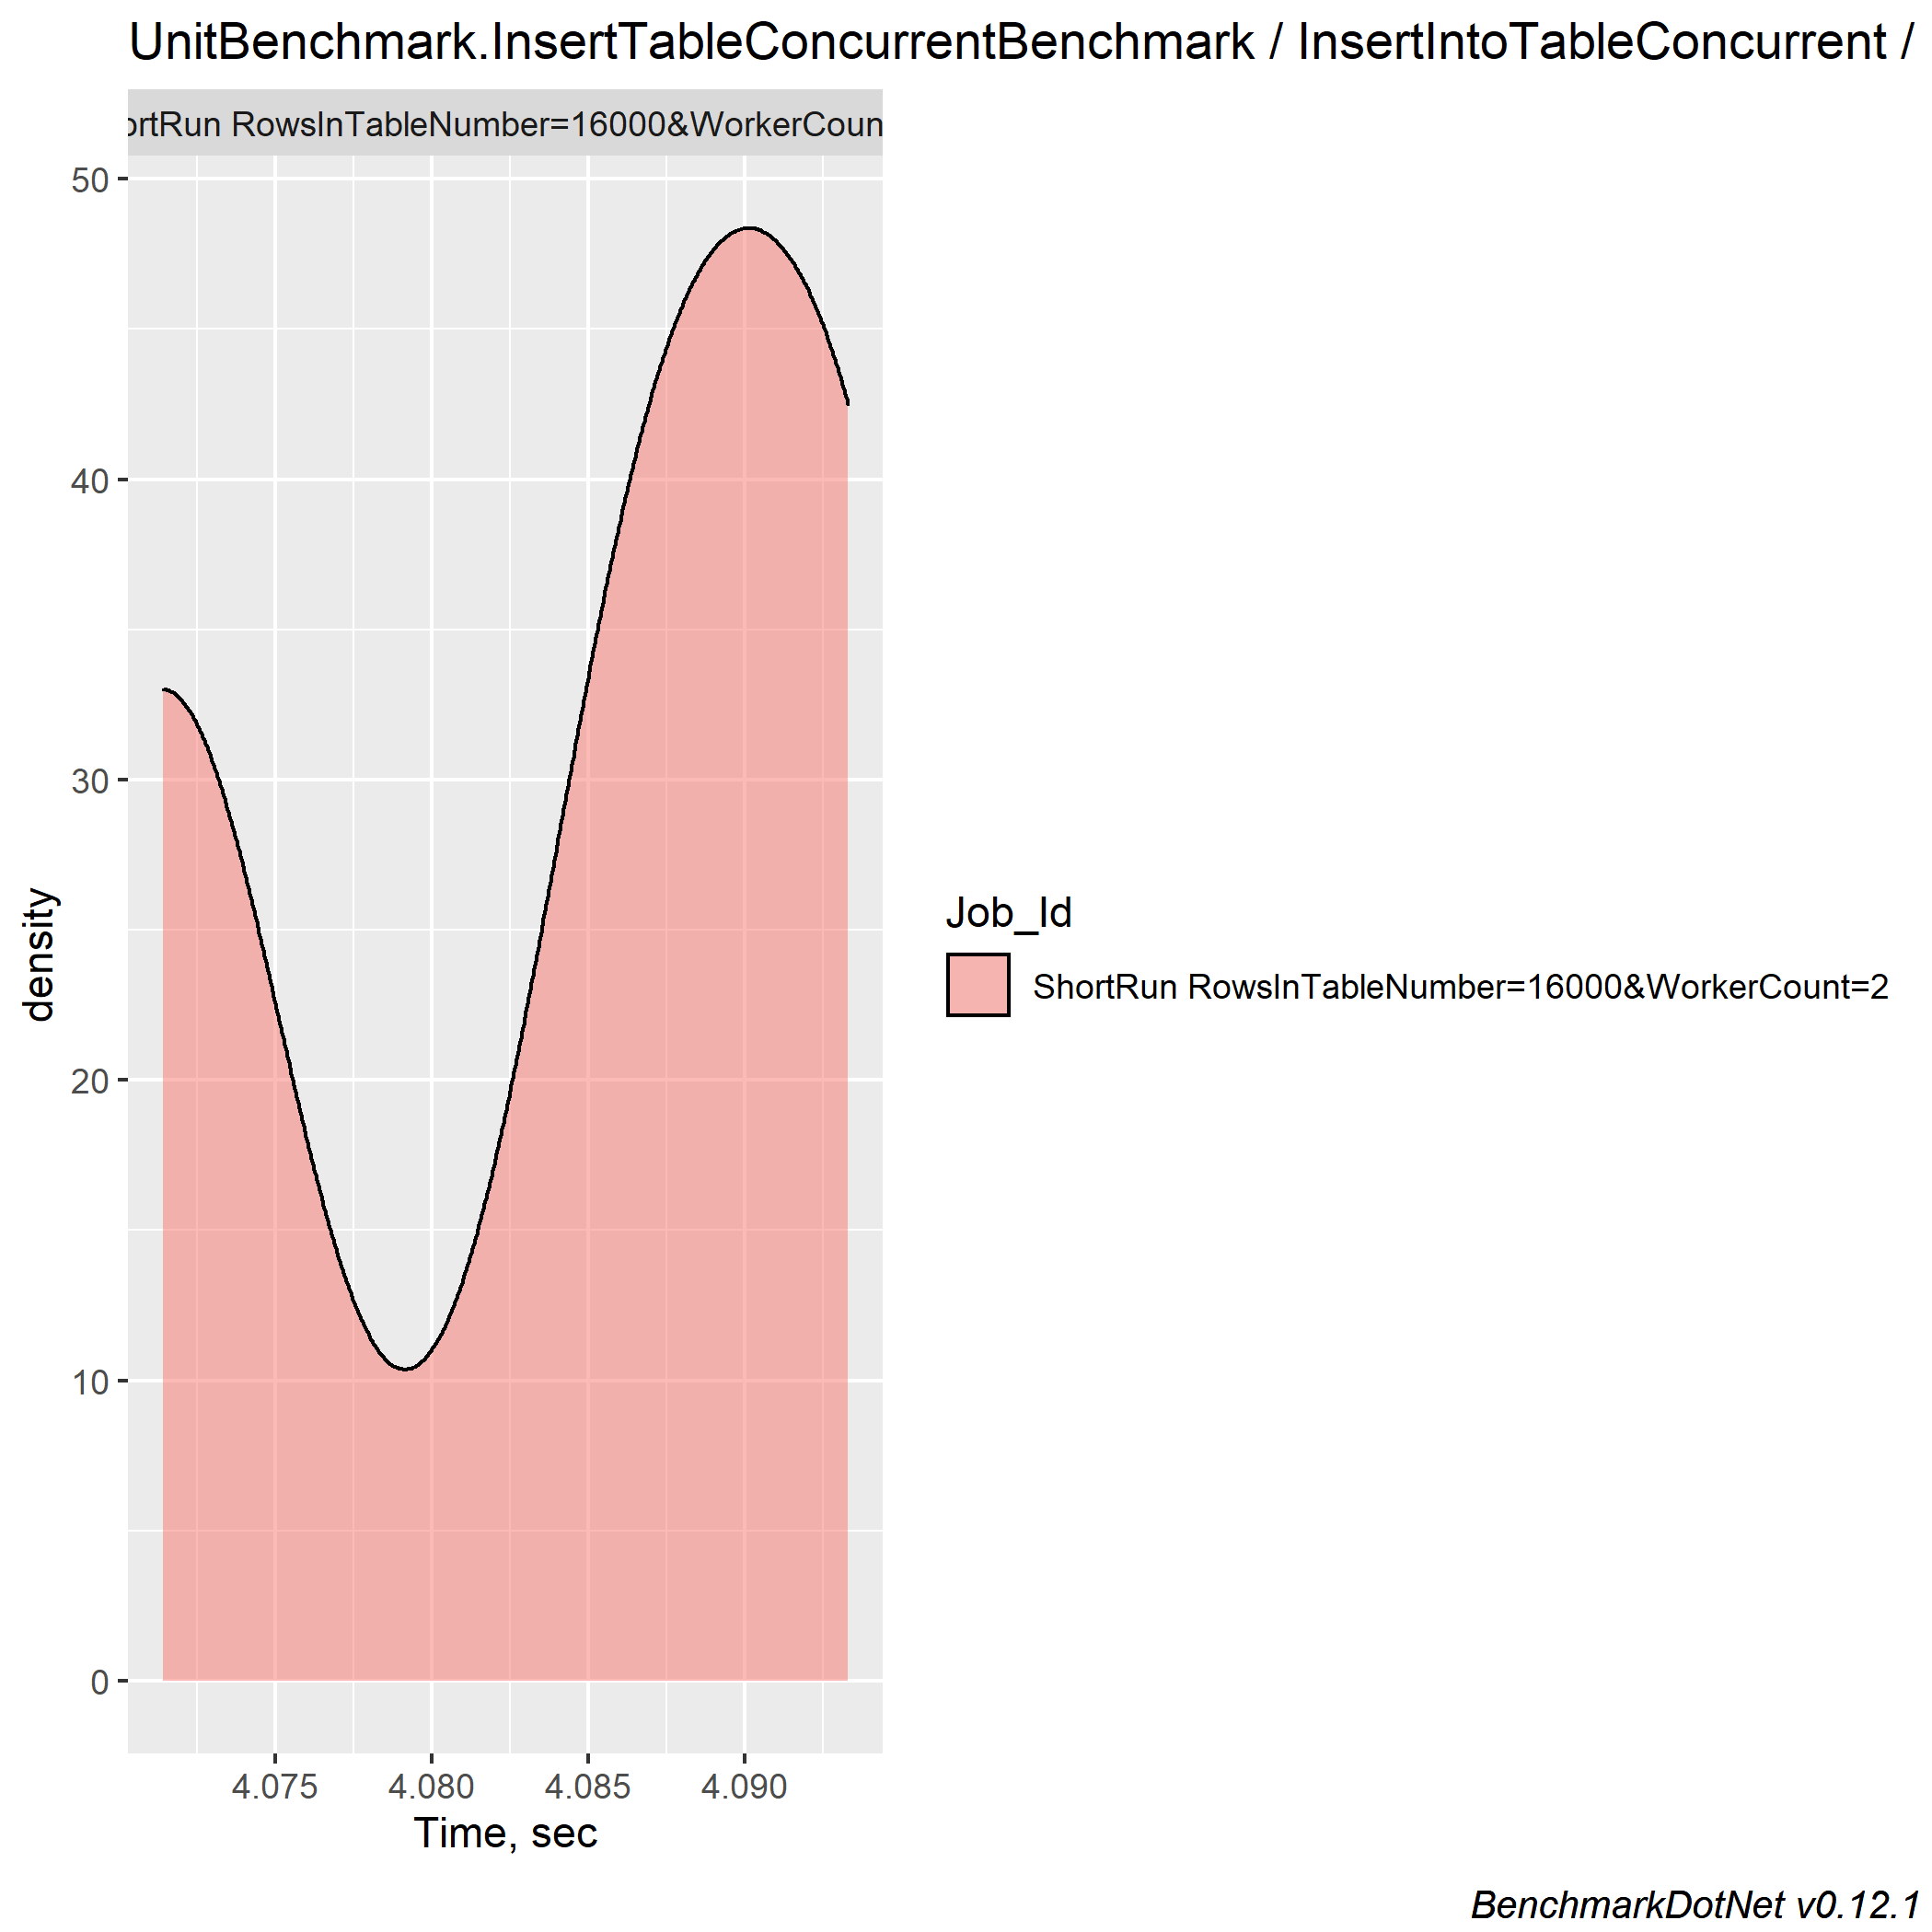 UnitBenchmark.InsertTableConcurrentBenchmark / InsertIntoTableConcurrent /
ortRun RowsInTableNumber=16000&WorkerCoun
50
40
30
20
10
0
density
4.075 4.080 4.085 4.090
Time, sec
Job_Id
ShortRun RowsInTableNumber=16000&WorkerCount=2
BenchmarkDotNet v0.12.1